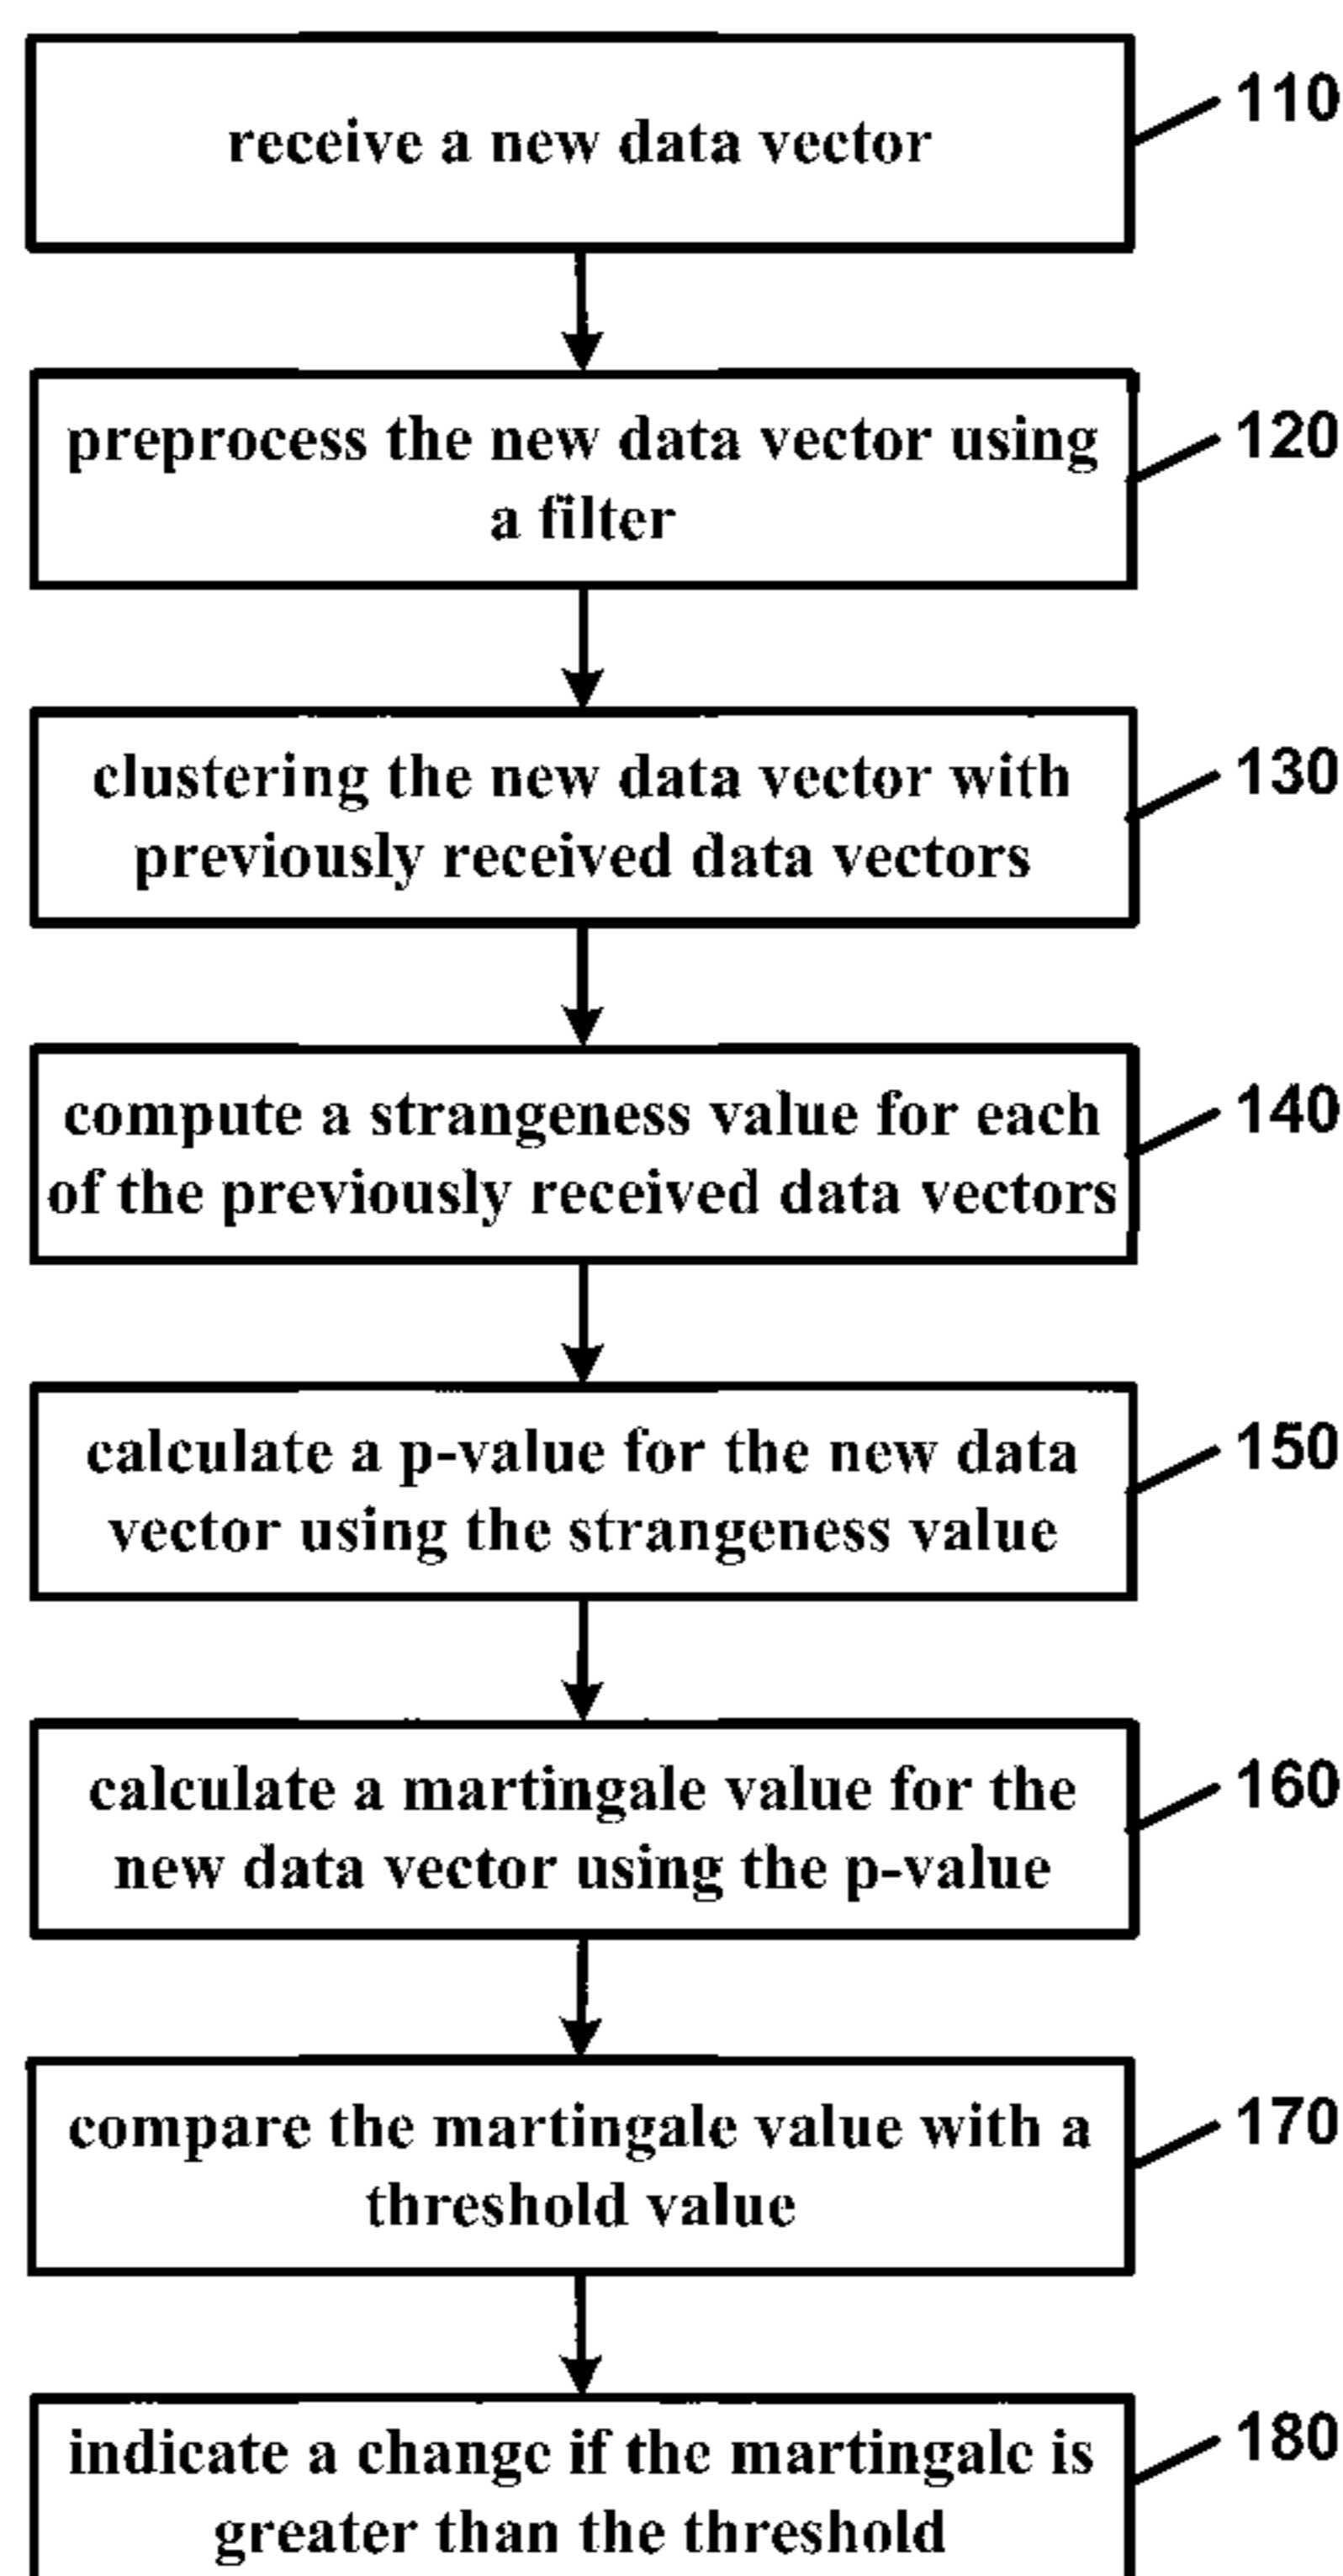 receive a new data vector
110
preprocess the new data vector using
a filter
120
clustering the new data vector with
previously received data vectors
130
compute a strangeness value for each
of the previously received data vectors
140
calculate a p-value for the new data
vector using the strangeness value
150
calculate a martingale value for the
new data vector using the p-value
160
compare the martingale value with a
threshold value
170
indicate a change if the martingale is
greater than the threshold
180